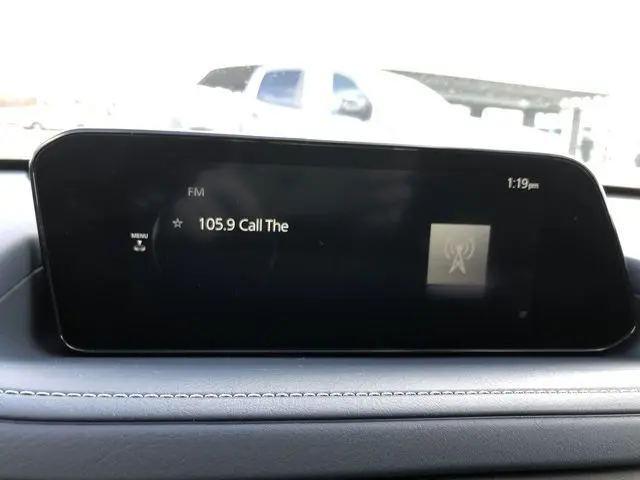 FM
1:19pm
105.9 Call The
MENU